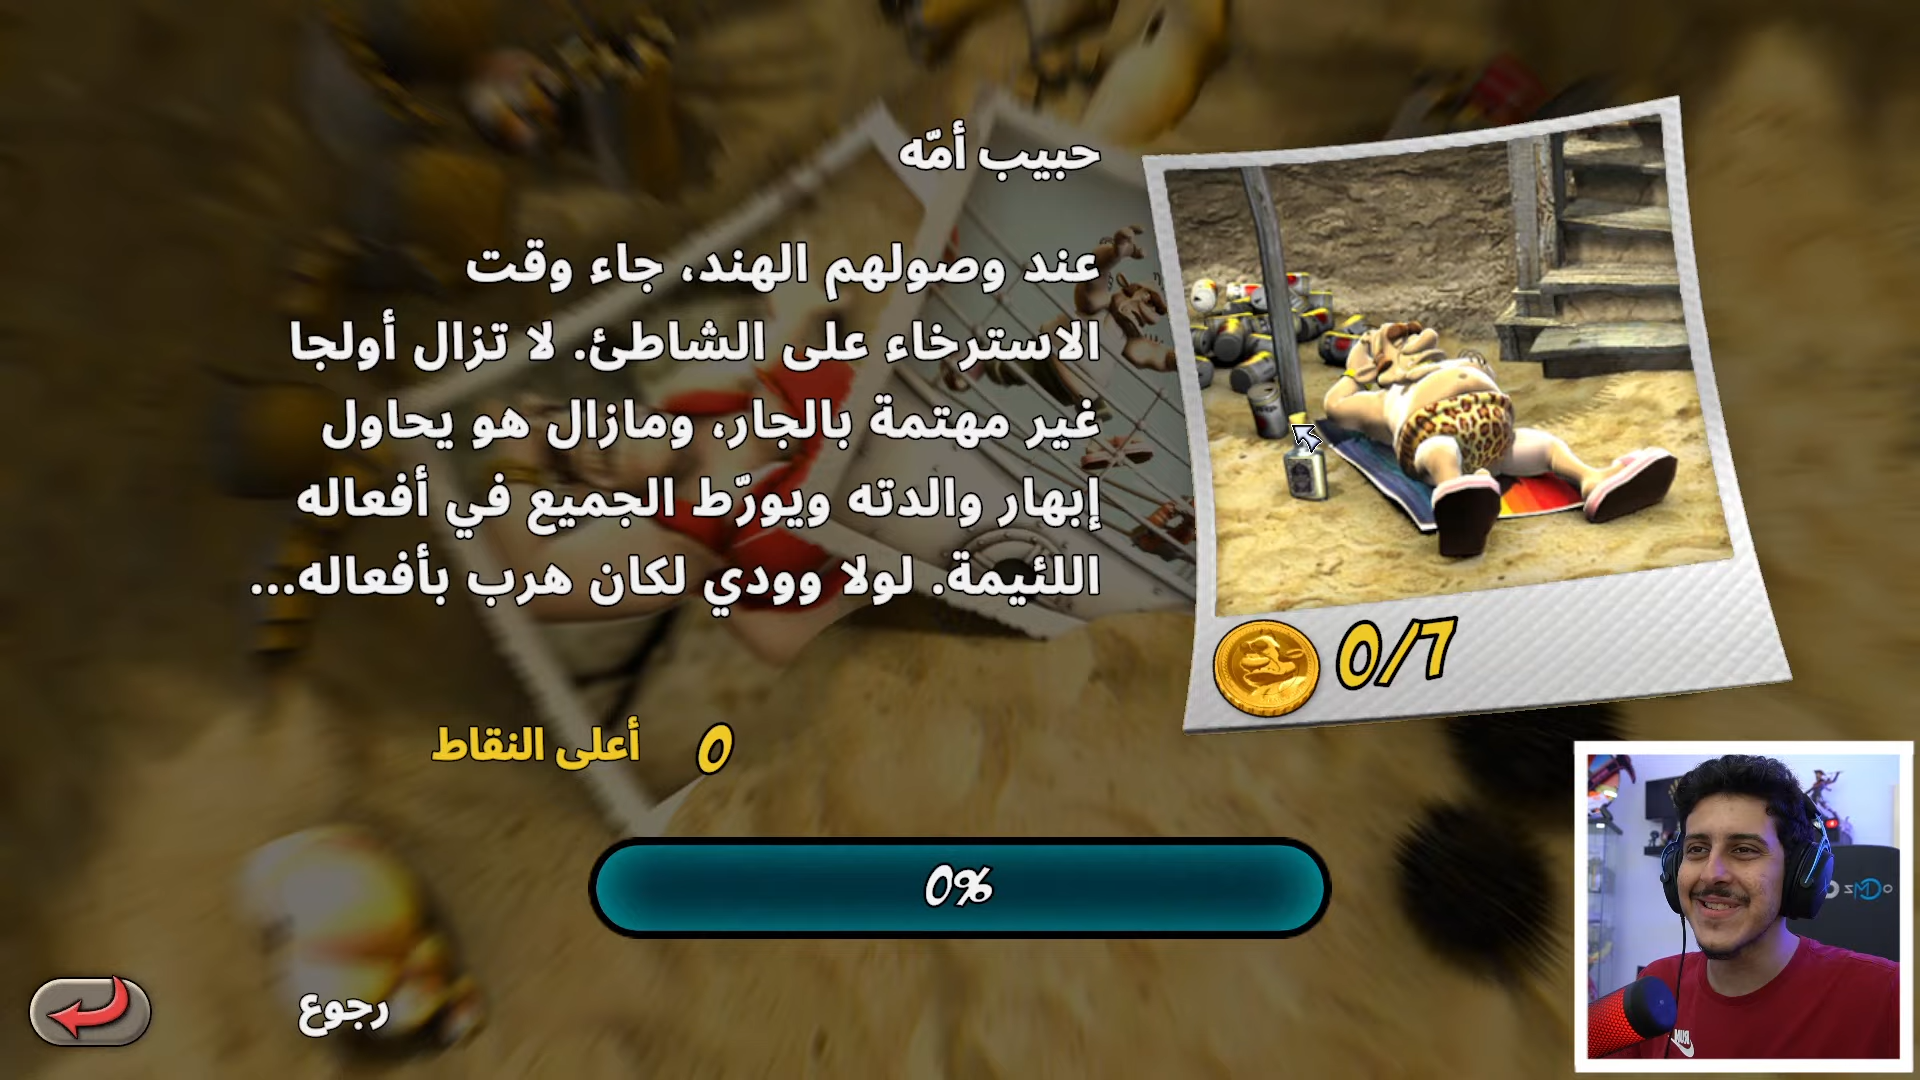 حبيب أمّه
عند وصولهم الهند، جاء وقت
الاسترخاء على الشاطئ. لا تزال أولجا
غير مهتمة بالجار، ومازال هو يحاول
إبهار والدته ويورّط الجميع في أفعاله
اللئيمة. لولا وودي لكان هرب بأفعاله...
0/7
أعلى النقاط 0
0%
رجوع